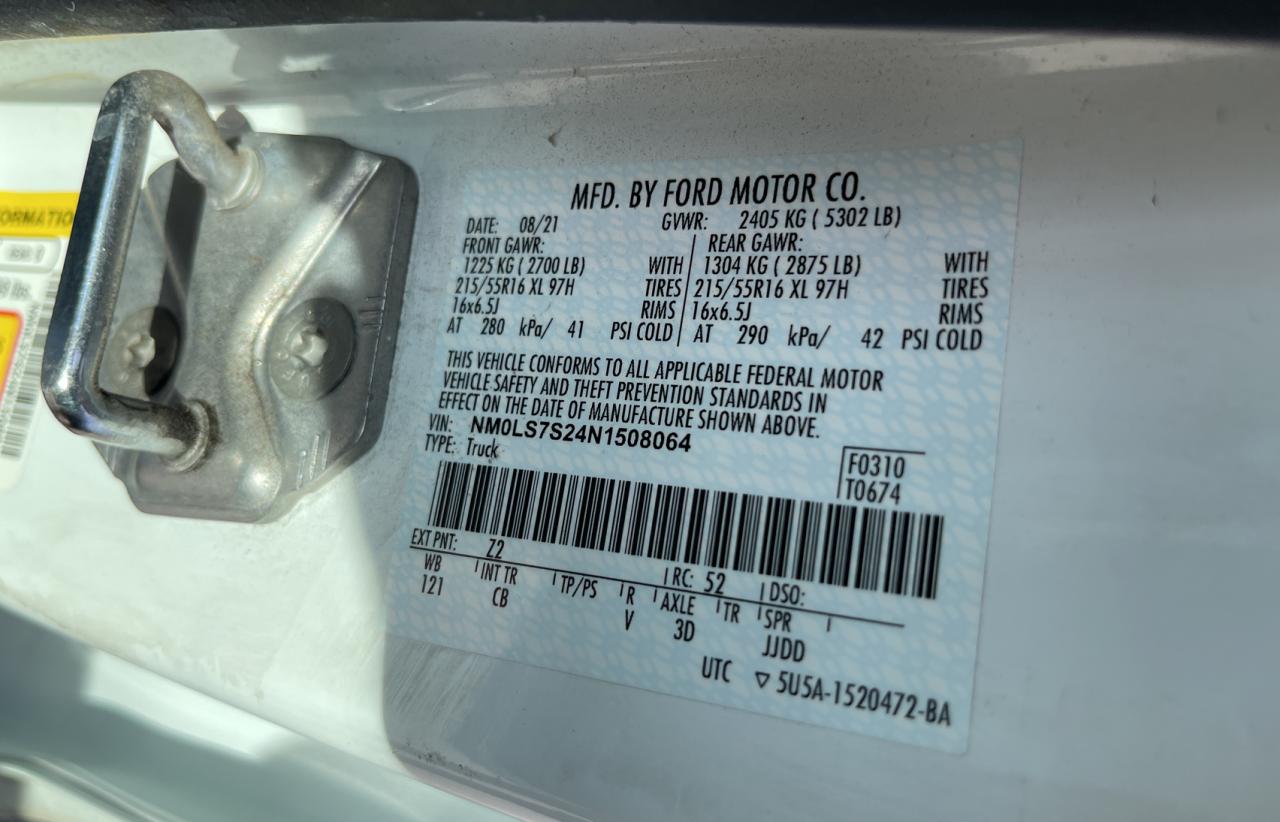 ORMATIO
MFD. BY FORD MOTOR CO.
DATE: 08/21 GVWR: 2405 KG ( 5302 LB)
FRONT GAWR: REAR GAWR:
1225 KG ( 2700 LB) WITH 1304 KG ( 2875 LB) WITH
215/55R16 XL 97H TIRES 215/55R16 XL 97H TIRES
16x6.5J RIMS 16x6.5J RIMS
AT 280 kPa/ 41 PSI COLD AT 290 kPa/ 42 PSI COLD
THIS VEHICLE CONFORMS TO ALL APPLICABLE FEDERAL MOTOR
VEHICLE SAFETY AND THEFT PREVENTION STANDARDS IN
EFFECT ON THE DATE OF MANUFACTURE SHOWN ABOVE.
VIN: NM0LS7S24N1508064
TYPE: Truck
F0310
T0674
EXT PNT: Z2 RC: 52 DSO:
WB INT TR TP/PS R AXLE TR SPR
121 CB V 3D JJDD
UTC ▽ 5U5A-1520472-BA